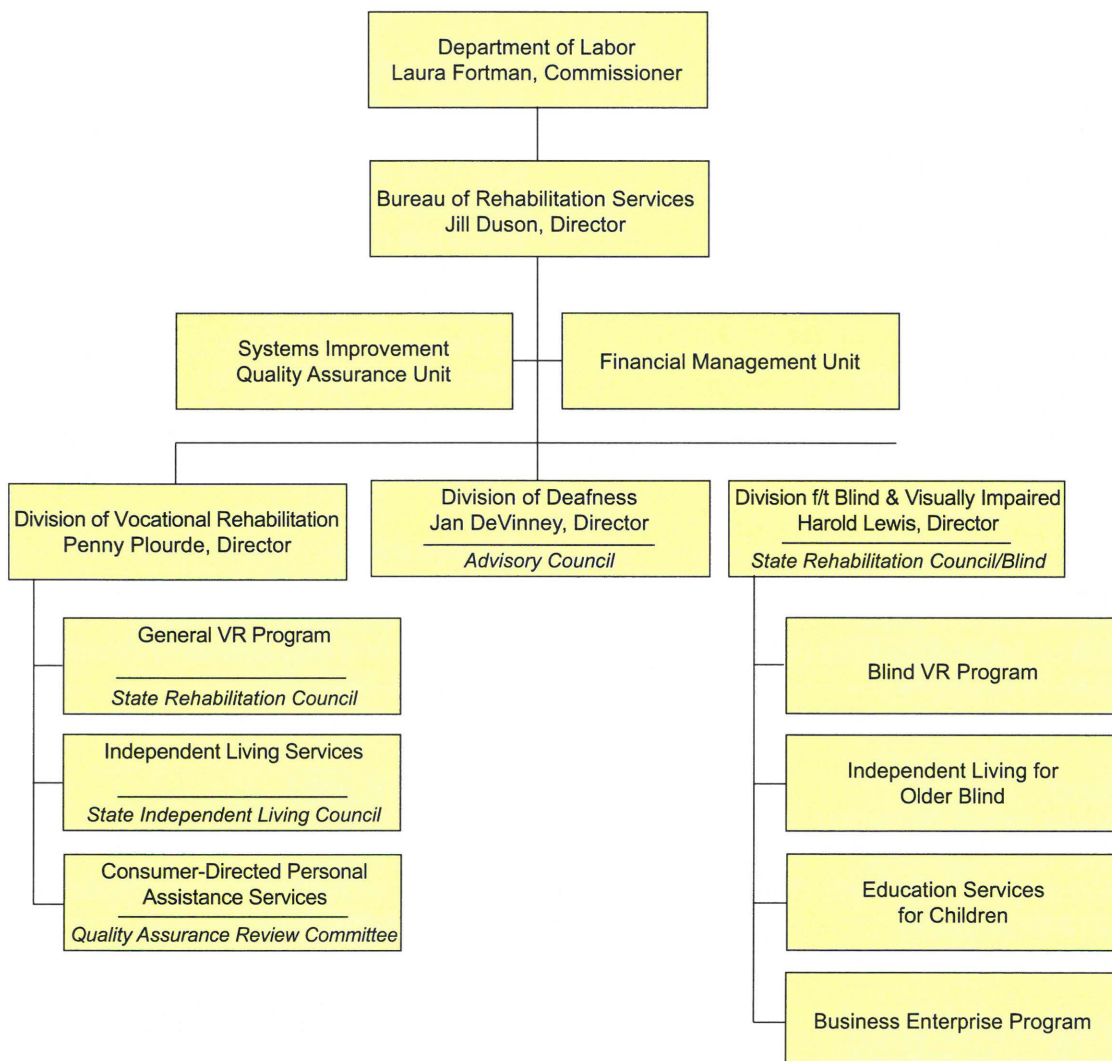 Department of Labor
Laura Fortman, Commissioner
Bureau of Rehabilitation Services
Jill Duson, Director
Systems Improvement
Quality Assurance Unit
Financial Management Unit
Division of Vocational Rehabilitation
Penny Plourde, Director
Division of Deafness
Jan DeVinney, Director
Advisory Council
Division f/t Blind & Visually Impaired
Harold Lewis, Director
State Rehabilitation Council/Blind
General VR Program
State Rehabilitation Council
Independent Living Services
State Independent Living Council
Consumer-Directed Personal
Assistance Services
Quality Assurance Review Committee
Blind VR Program
Independent Living for
Older Blind
Education Services
for Children
Business Enterprise Program